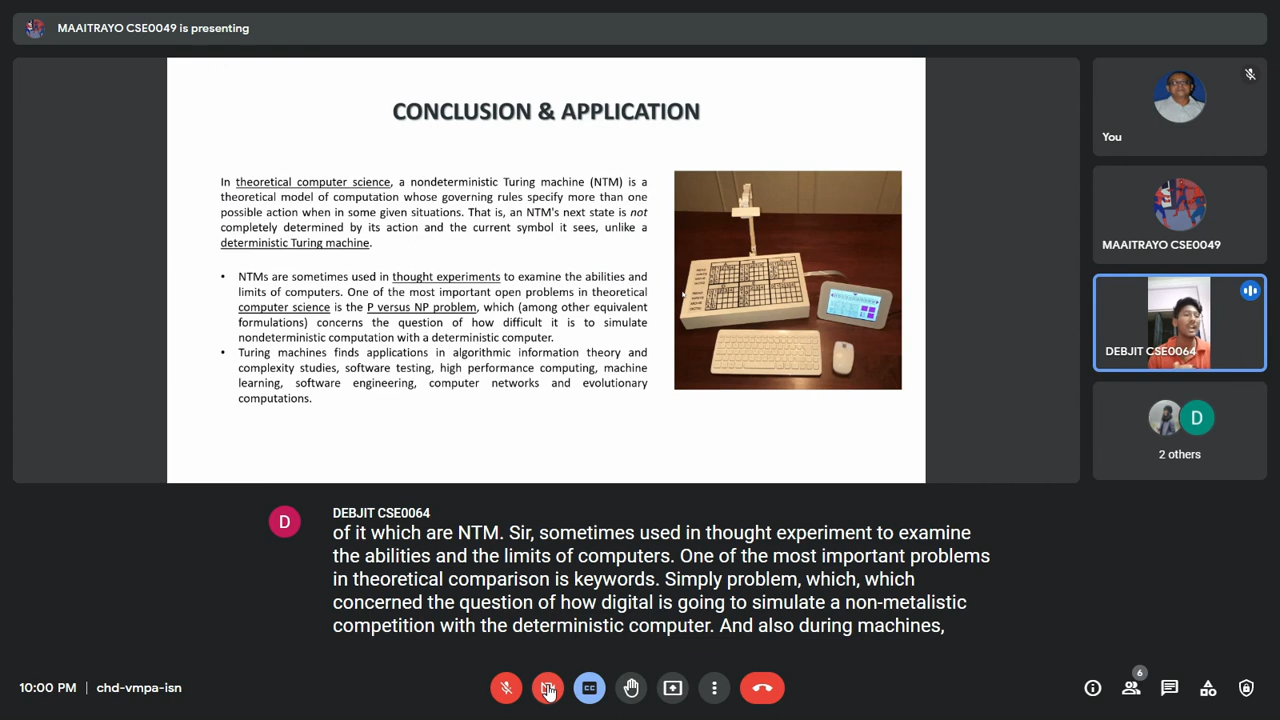 MAAITRAYO CSE0049 is presenting
CONCLUSION & APPLICATION
In theoretical computer science, a nondeterministic Turing machine (NTM) is a
theoretical model of computation whose governing rules specify more than one
possible action when in some given situations. That is, an NTM's next state is not
completely determined by its action and the current symbol it sees, unlike a
deterministic Turing machine.
• NTMs are sometimes used in thought experiments to examine the abilities and
limits of computers. One of the most important open problems in theoretical
computer science is the P versus NP problem, which (among other equivalent
formulations) concerns the question of how difficult it is to simulate
nondeterministic computation with a deterministic computer.
• Turing machines finds applications in algorithmic information theory and
complexity studies, software testing, high performance computing, machine
learning, software engineering, computer networks and evolutionary
computations.
You
MAAITRAYO CSE0049
DEBJIT CSE0064
D
2 others
D
DEBJIT CSE0064
of it which are NTM. Sir, sometimes used in thought experiment to examine
the abilities and the limits of computers. One of the most important problems
in theoretical comparison is keywords. Simply problem, which, which
concerned the question of how digital is going to simulate a non-metalistic
competition with the deterministic computer. And also during machines,
10:00 PM | chd-vmpa-isn
CC
6